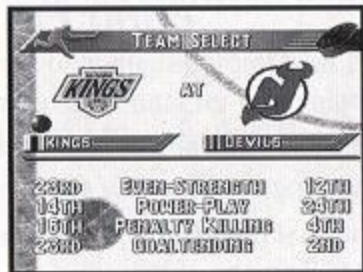 TEAM SELECT
KINGS AT
KINGS DEVILS
23RD EVEN-STRENGTH 12TH
14TH POWER-PLAY 24TH
16TH PENALTY KILLING 4TH
23RD GOALTENDING 2ND